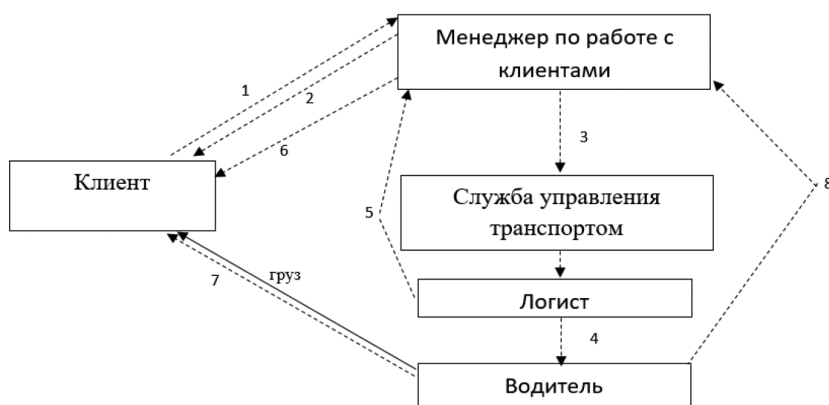 Менеджер по работе с
клиентами
1
2
6
3
Клиент
Служба управления
транспортом
5
8
груз
7
Логист
4
Водитель